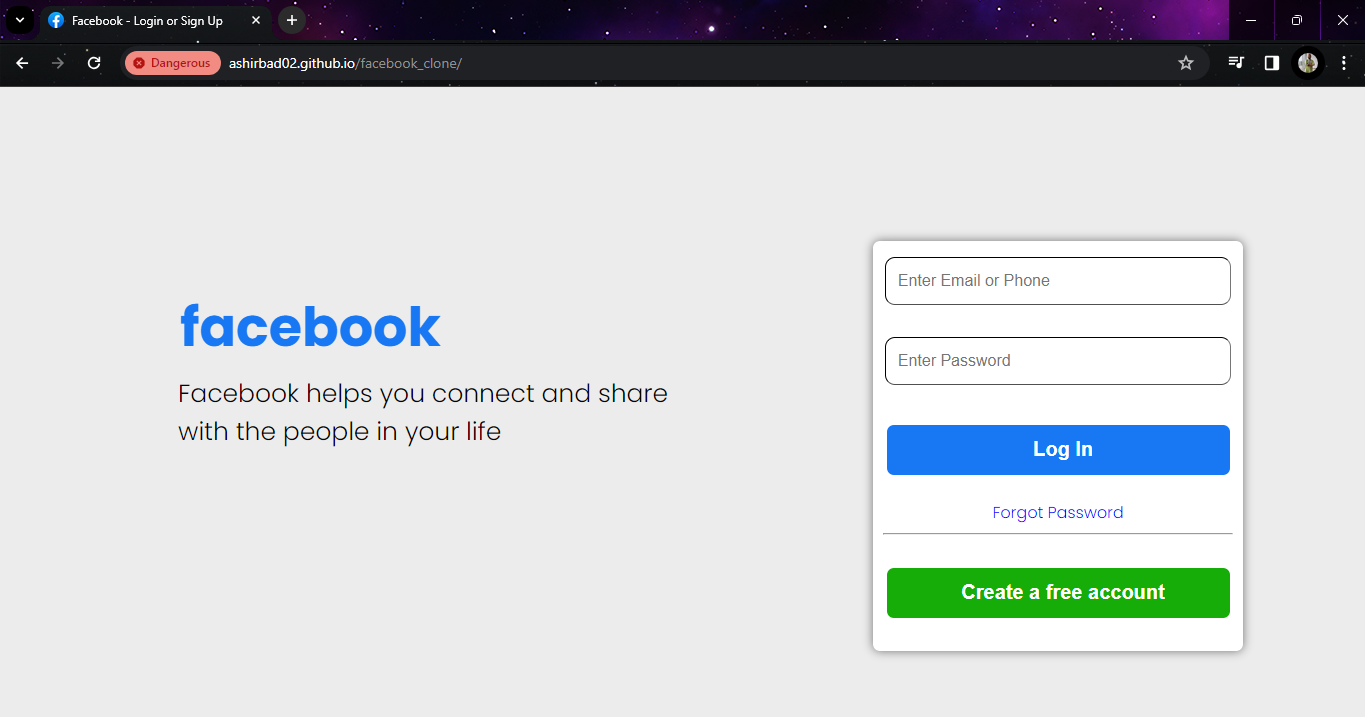 Facebook - Login or Sign Up
Dangerous ashirbad02.github.io/facebook_clone/
facebook
Facebook helps you connect and share
with the people in your life
Enter Email or Phone
Enter Password
Log In
Forgot Password
Create a free account